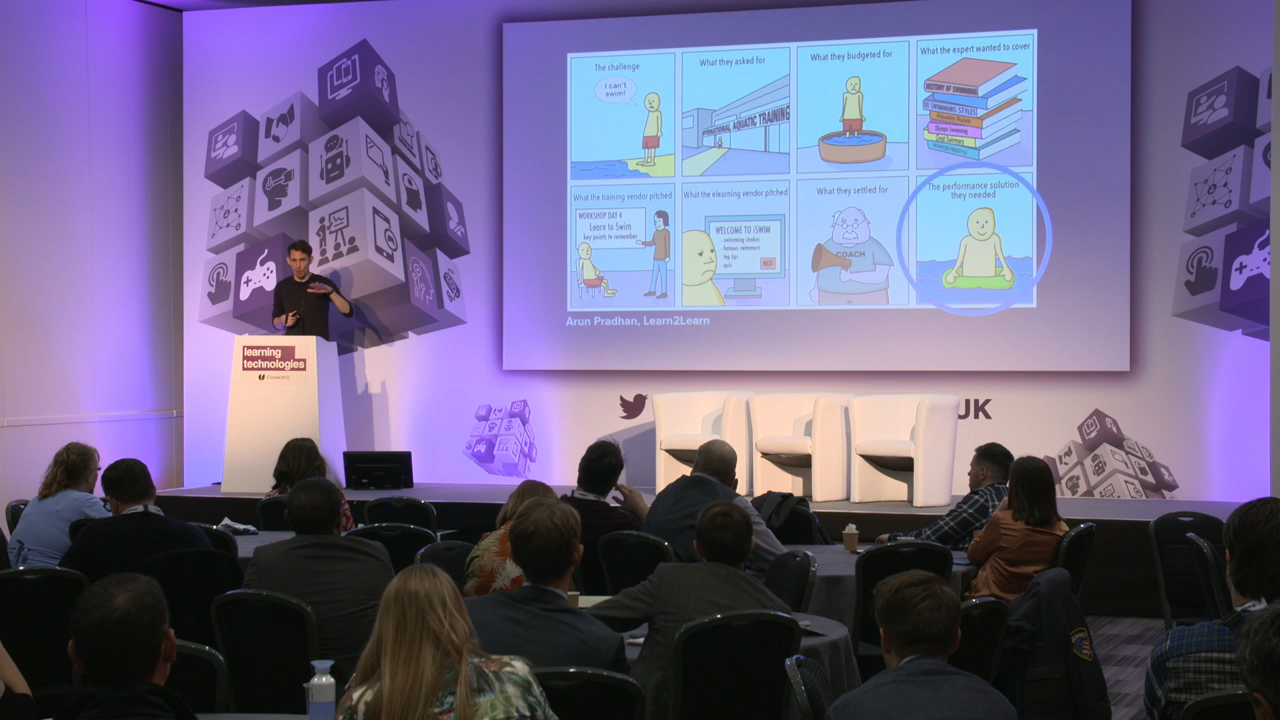 The challenge
I can't
swim!
What they asked for
INTERNATIONAL AQUATIC TRAINING
What they budgeted for
What the expert wanted to cover
HISTORY OF SWIMMING
SWIMMING STYLES
Aquatic Rules
Olympic Swimming
What the training vendor pitched
WORKSHOP DAY 4
Learn to Swim
key points to remember
What the elearning vendor pitched
WELCOME TO iSWIM
swimming strokes
famous swimmers
top tips
quiz
NEXT
What they settled for
COACH
The performance solution
they needed
Arun Pradhan, Learn2Learn
learning
technologies
UK